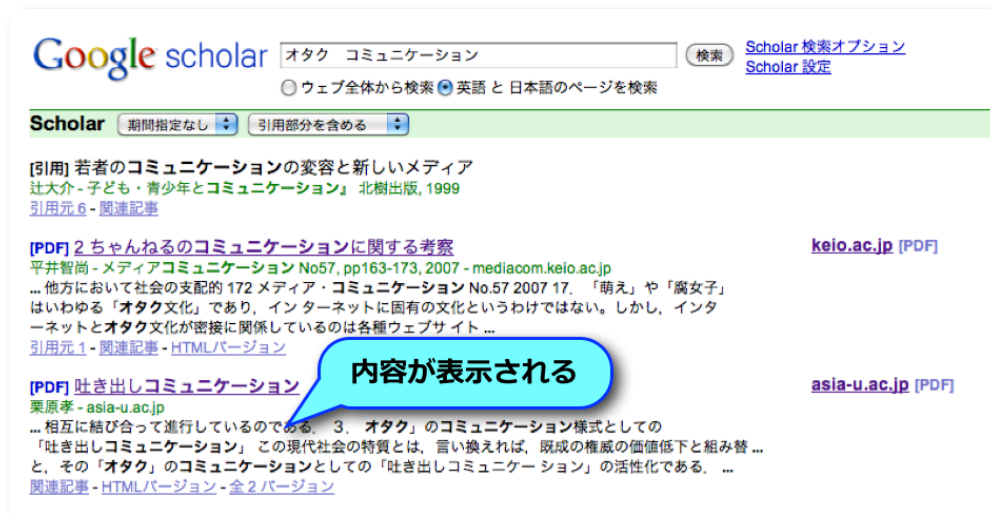 Google scholar オタク　コミュニケーション 検索 Scholar 検索オプション
Scholar 設定
ウェブ全体から検索 英語 と 日本語のページを検索
Scholar 期間指定なし 引用部分を含める
[引用] 若者のコミュニケーションの変容と新しいメディア
辻大介 - 子ども・青少年とコミュニケーション』 北樹出版, 1999
引用元 6 - 関連記事
[PDF] 2 ちゃんねるのコミュニケーションに関する考察 keio.ac.jp [PDF]
平井智尚 - メディアコミュニケーション No57, pp163-173, 2007 - mediacom.keio.ac.jp
... 他方において社会の支配的 172 メディア・コミュニケーション No.57 2007 17. 「萌え」や「腐女子」
はいわゆる「オタク文化」であり，イン ターネットに固有の文化というわけではない。しかし，インタ
ーネットとオタク文化が密接に関係しているのは各種ウェブサ イト ...
引用元 1 - 関連記事 - HTMLバージョン
内容が表示される
[PDF] 吐き出しコミュニケーション asia-u.ac.jp [PDF]
栗原孝 - asia-u.ac.jp
... 相互に結び合って進行しているのである． 3． オタク」のコミュニケーション様式としての
「吐き出しコミュニケーション」 この現代社会の特質とは，言い換えれば，既成の権威の価値低下と組み替 ...
と，その「オタク」のコミュニケーションとしての「吐き出しコミュニケー ション」の活性化である． ...
関連記事 - HTMLバージョン - 全 2 バージョン